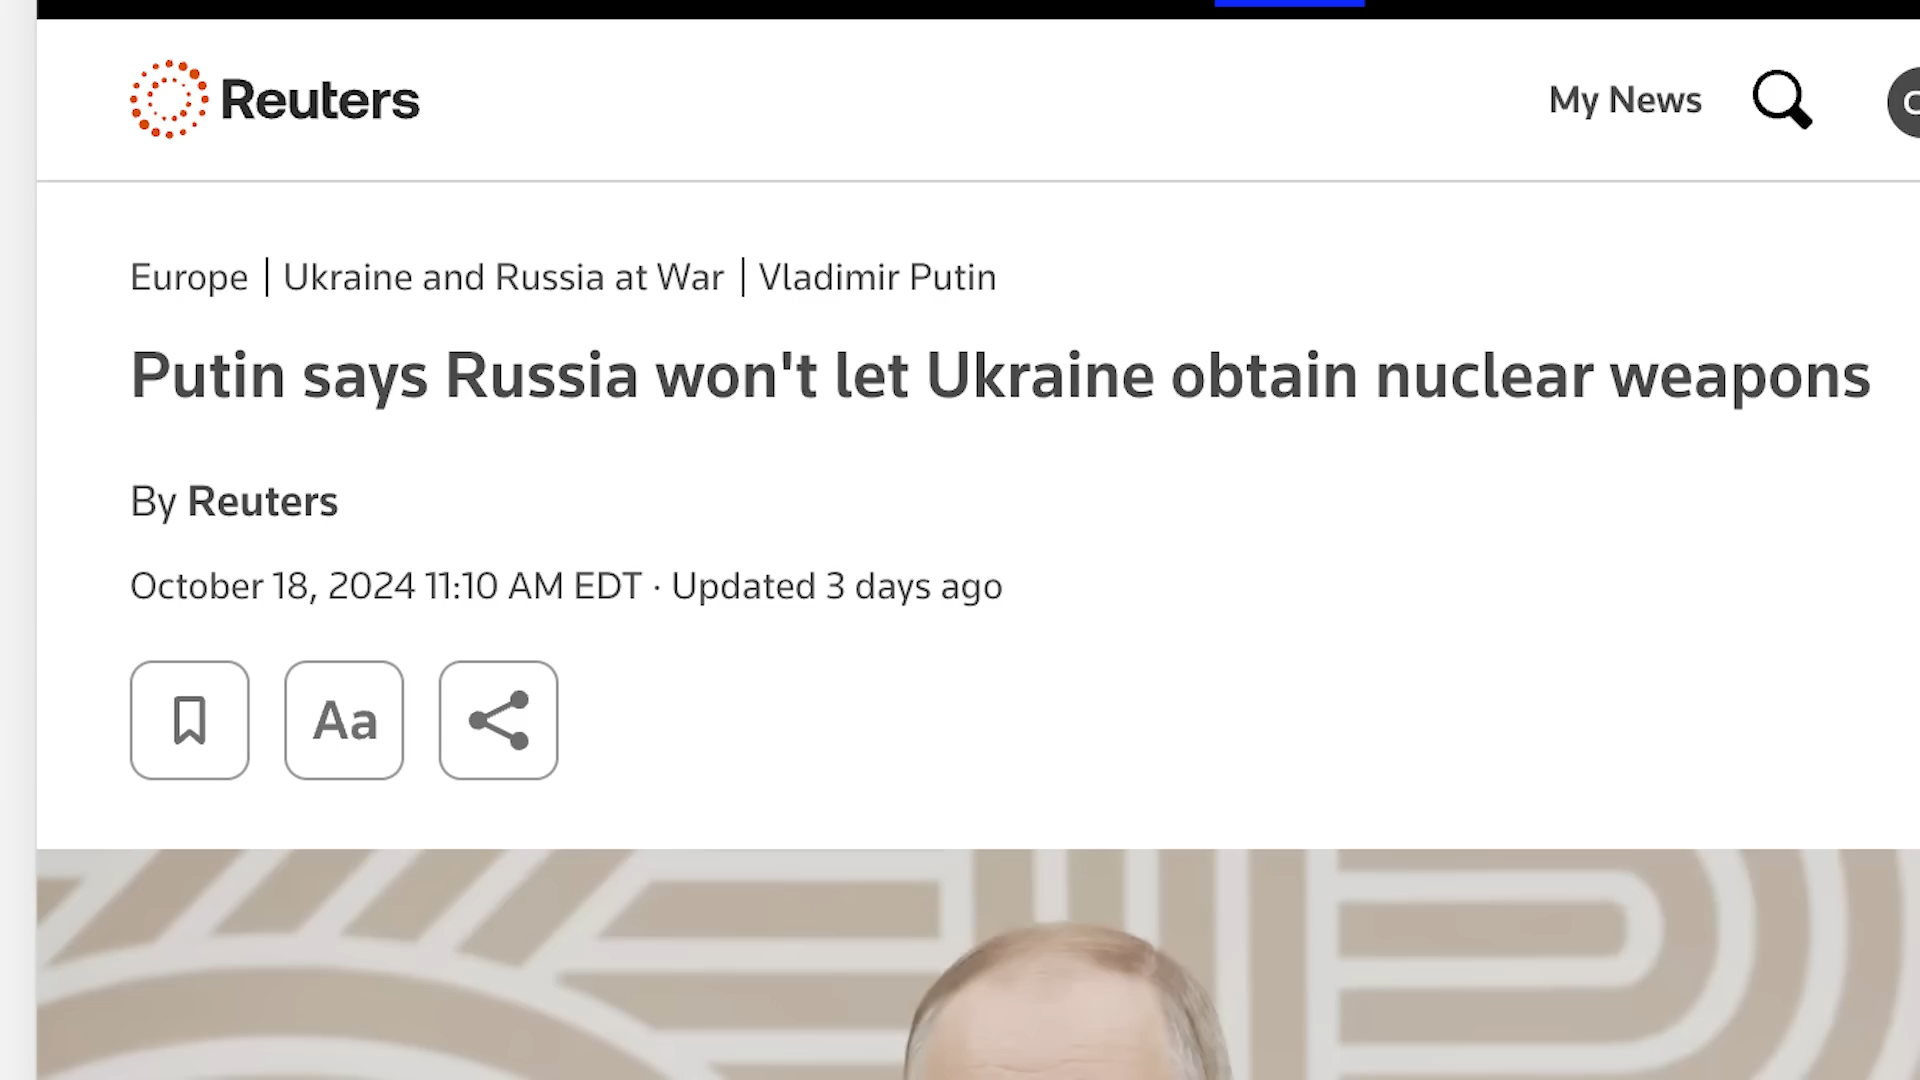 Reuters
My News
Europe | Ukraine and Russia at War | Vladimir Putin
Putin says Russia won't let Ukraine obtain nuclear weapons
By Reuters
October 18, 2024 11:10 AM EDT · Updated 3 days ago
Aa